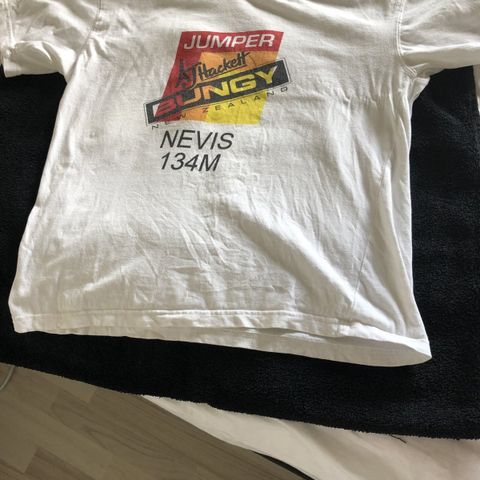 JUMPER
AJ Hackett
BUNGY
NEW ZEALAND
NEVIS
134M